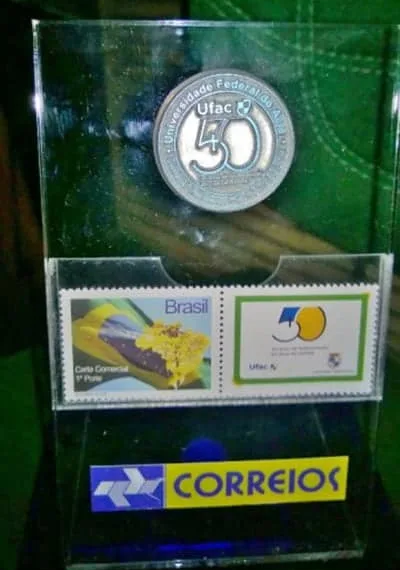 Universidade Federal do Acre
Ufac
50
Brasil
Carta Comercial
1º Porte
50
Ufac
CORREIOS